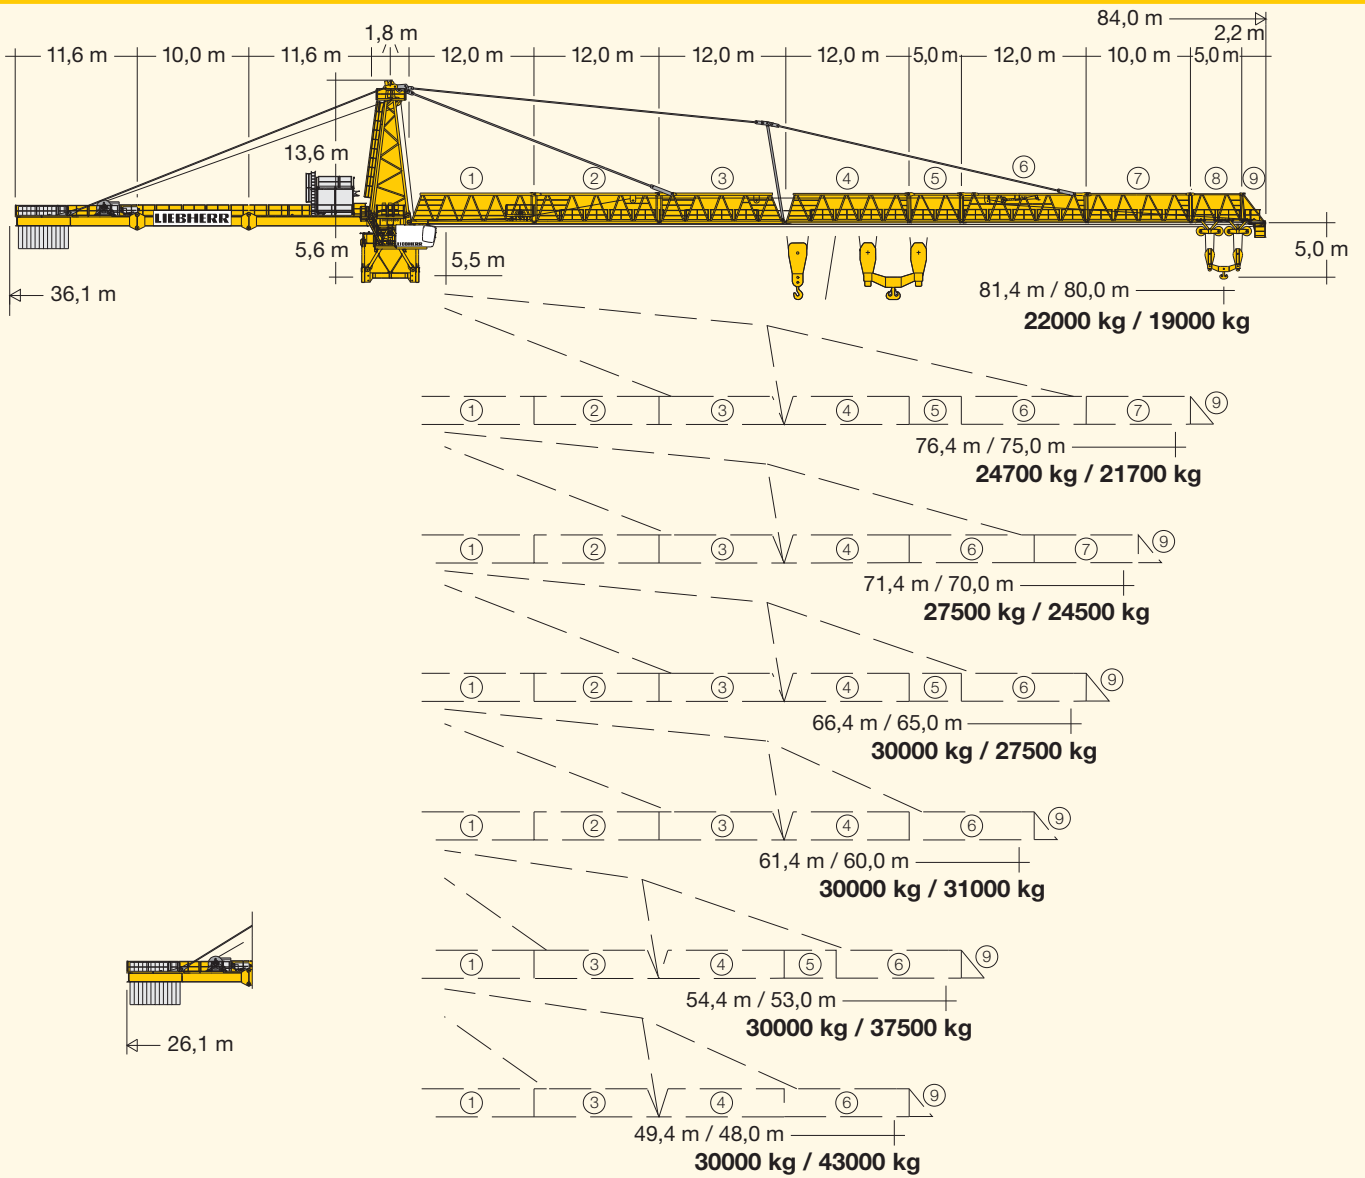 84,0 m
1,8 m
2,2 m
11,6 m 10,0 m 11,6 m 12,0 m 12,0 m 12,0 m 12,0 m 5,0 m 12,0 m 10,0 m 5,0 m
13,6 m
1 2 3 4 5 6 7 8 9
LIEBHERR
LIEBHERR
5,6 m
5,5 m
5,0 m
36,1 m
81,4 m / 80,0 m
22000 kg / 19000 kg
1 2 3 4 5 6 7 9
76,4 m / 75,0 m
24700 kg / 21700 kg
1 2 3 4 6 7 9
71,4 m / 70,0 m
27500 kg / 24500 kg
1 2 3 4 5 6 9
66,4 m / 65,0 m
30000 kg / 27500 kg
1 2 3 4 6 9
61,4 m / 60,0 m
30000 kg / 31000 kg
1 3 4 5 6 9
54,4 m / 53,0 m
30000 kg / 37500 kg
26,1 m
1 3 4 6 9
49,4 m / 48,0 m
30000 kg / 43000 kg